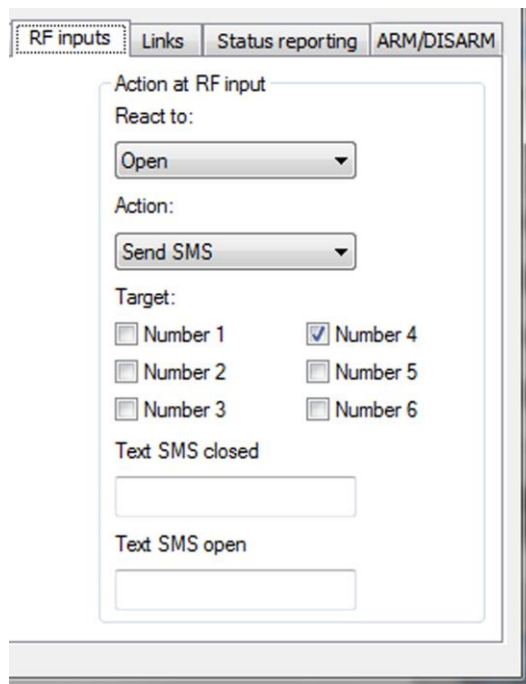 RF inputs Links Status reporting ARM/DISARM
Action at RF input
React to:
Open
Action:
Send SMS
Target:
Number 1 Number 4
Number 2 Number 5
Number 3 Number 6
Text SMS closed
Text SMS open